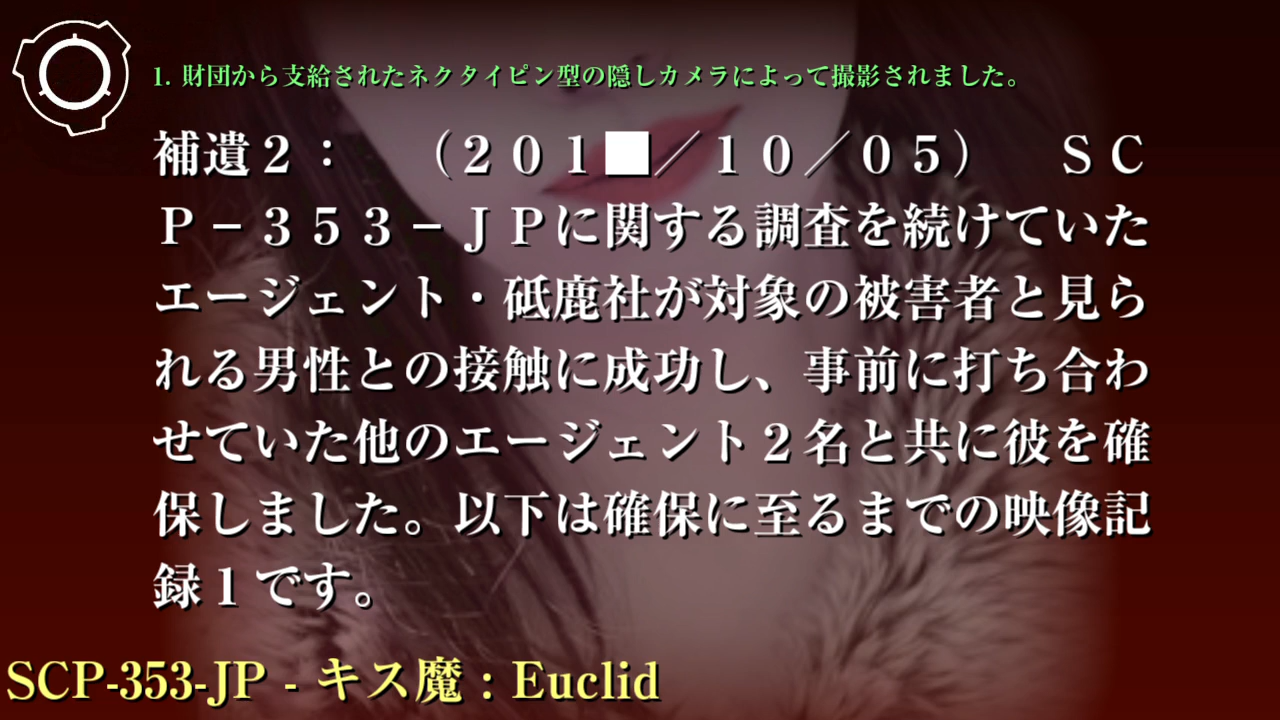 1. 財団から支給されたネクタイピン型の隠しカメラによって撮影されました。
補遺２：　（２０１■／１０／０５）　ＳＣ
Ｐ－３５３－ＪＰに関する調査を続けていた
エージェント・砥鹿社が対象の被害者と見ら
れる男性との接触に成功し、事前に打ち合わ
せていた他のエージェント２名と共に彼を確
保しました。以下は確保に至るまでの映像記
録１です。
SCP-353-JP - キス魔 : Euclid